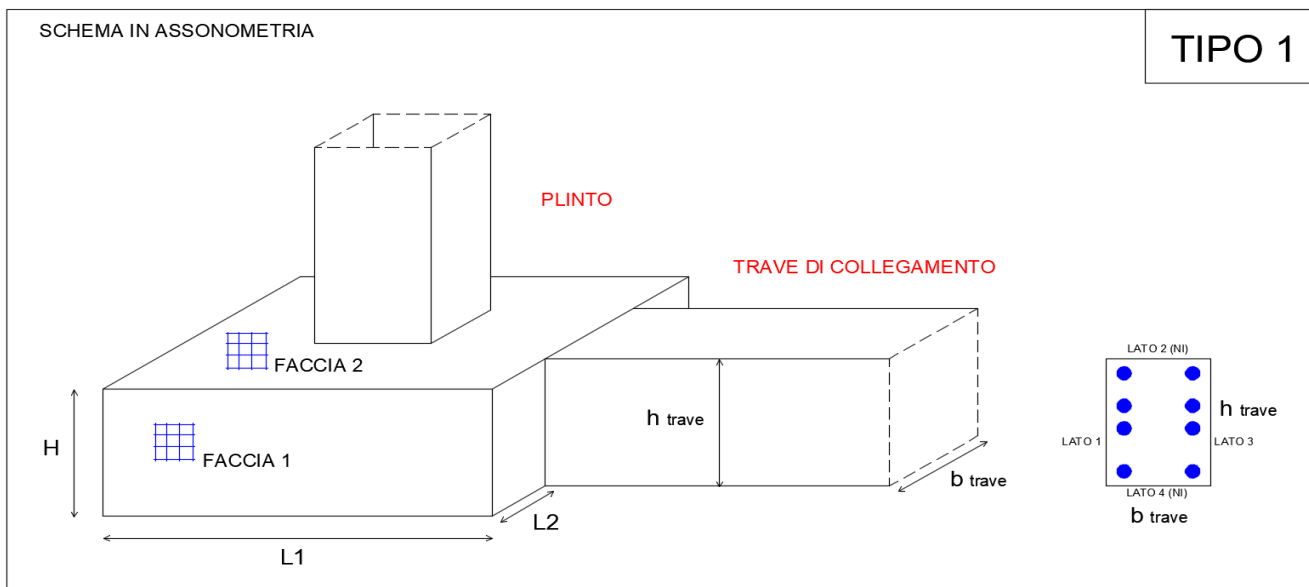 SCHEMA IN ASSONOMETRIA
TIPO 1
PLINTO
TRAVE DI COLLEGAMENTO
FACCIA 2
FACCIA 1
H
L1
L2
h trave
b trave
LATO 2 (NI)
LATO 1
h trave
LATO 3
LATO 4 (NI)
b trave